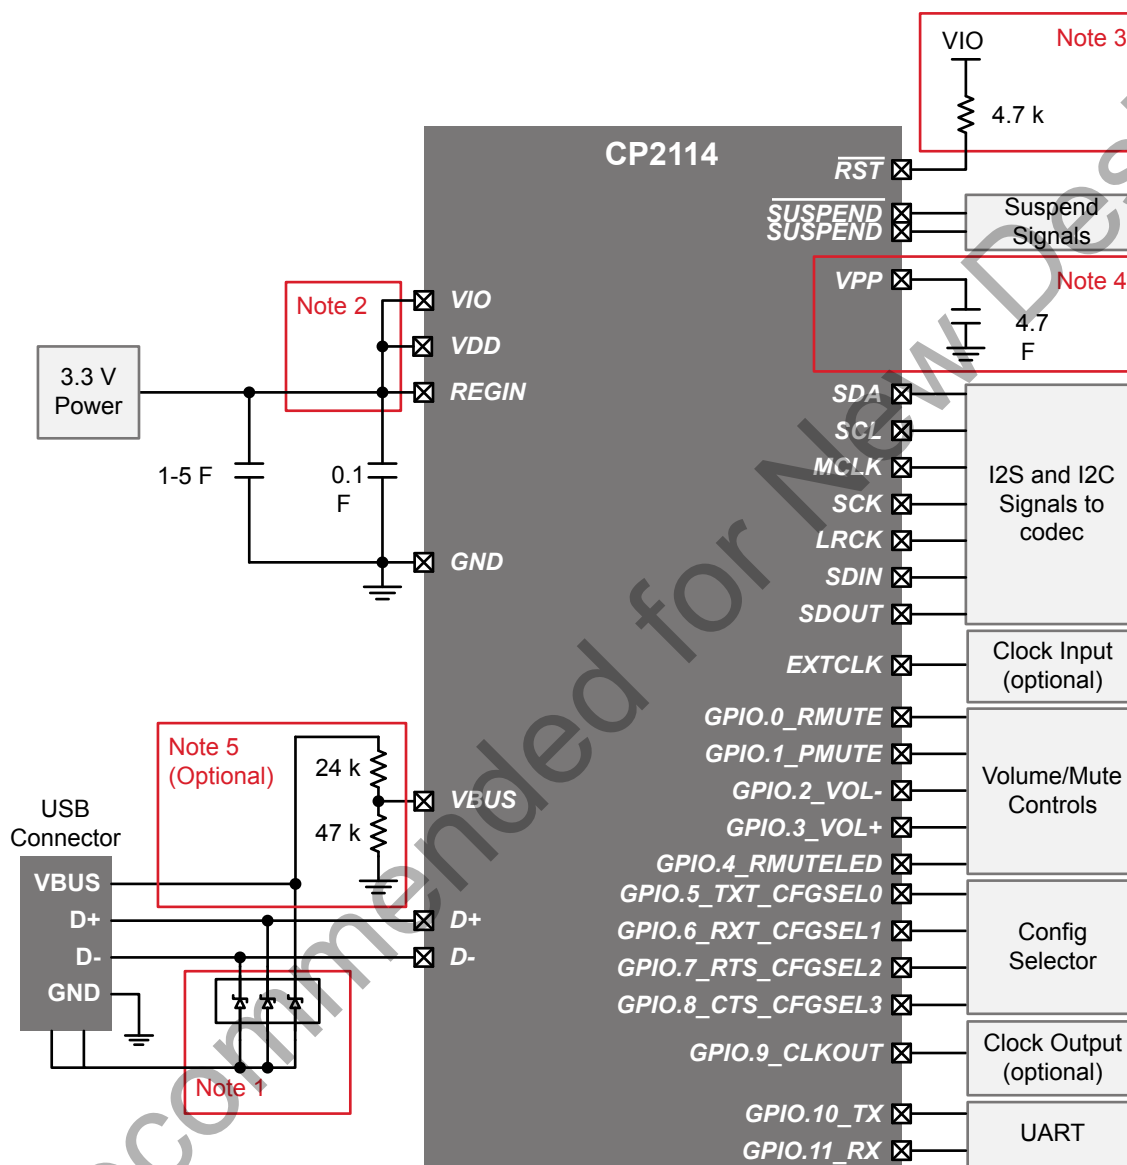 VIO
Note 3
4.7 k
CP2114
RST
SUSPEND
SUSPEND
Suspend
Signals
VPP
Note 4
4.7
F
Note 2
VIO
VDD
REGIN
3.3 V
Power
1-5 F
0.1
F
GND
SDA
SCL
MCLK
SCK
LRCK
SDIN
SDOUT
I2S and I2C
Signals to
codec
EXTCLK
Clock Input
(optional)
GPIO.0_RMUTE
GPIO.1_PMUTE
GPIO.2_VOL-
GPIO.3_VOL+
GPIO.4_RMUTELED
Volume/Mute
Controls
Note 5
(Optional)
24 k
47 k
VBUS
USB
Connector
VBUS
D+
D-
GND
D+
D-
Note 1
GPIO.5_TXT_CFGSEL0
GPIO.6_RXT_CFGSEL1
GPIO.7_RTS_CFGSEL2
GPIO.8_CTS_CFGSEL3
Config
Selector
GPIO.9_CLKOUT
Clock Output
(optional)
GPIO.10_TX
GPIO.11_RX
UART
ecommended for New Des